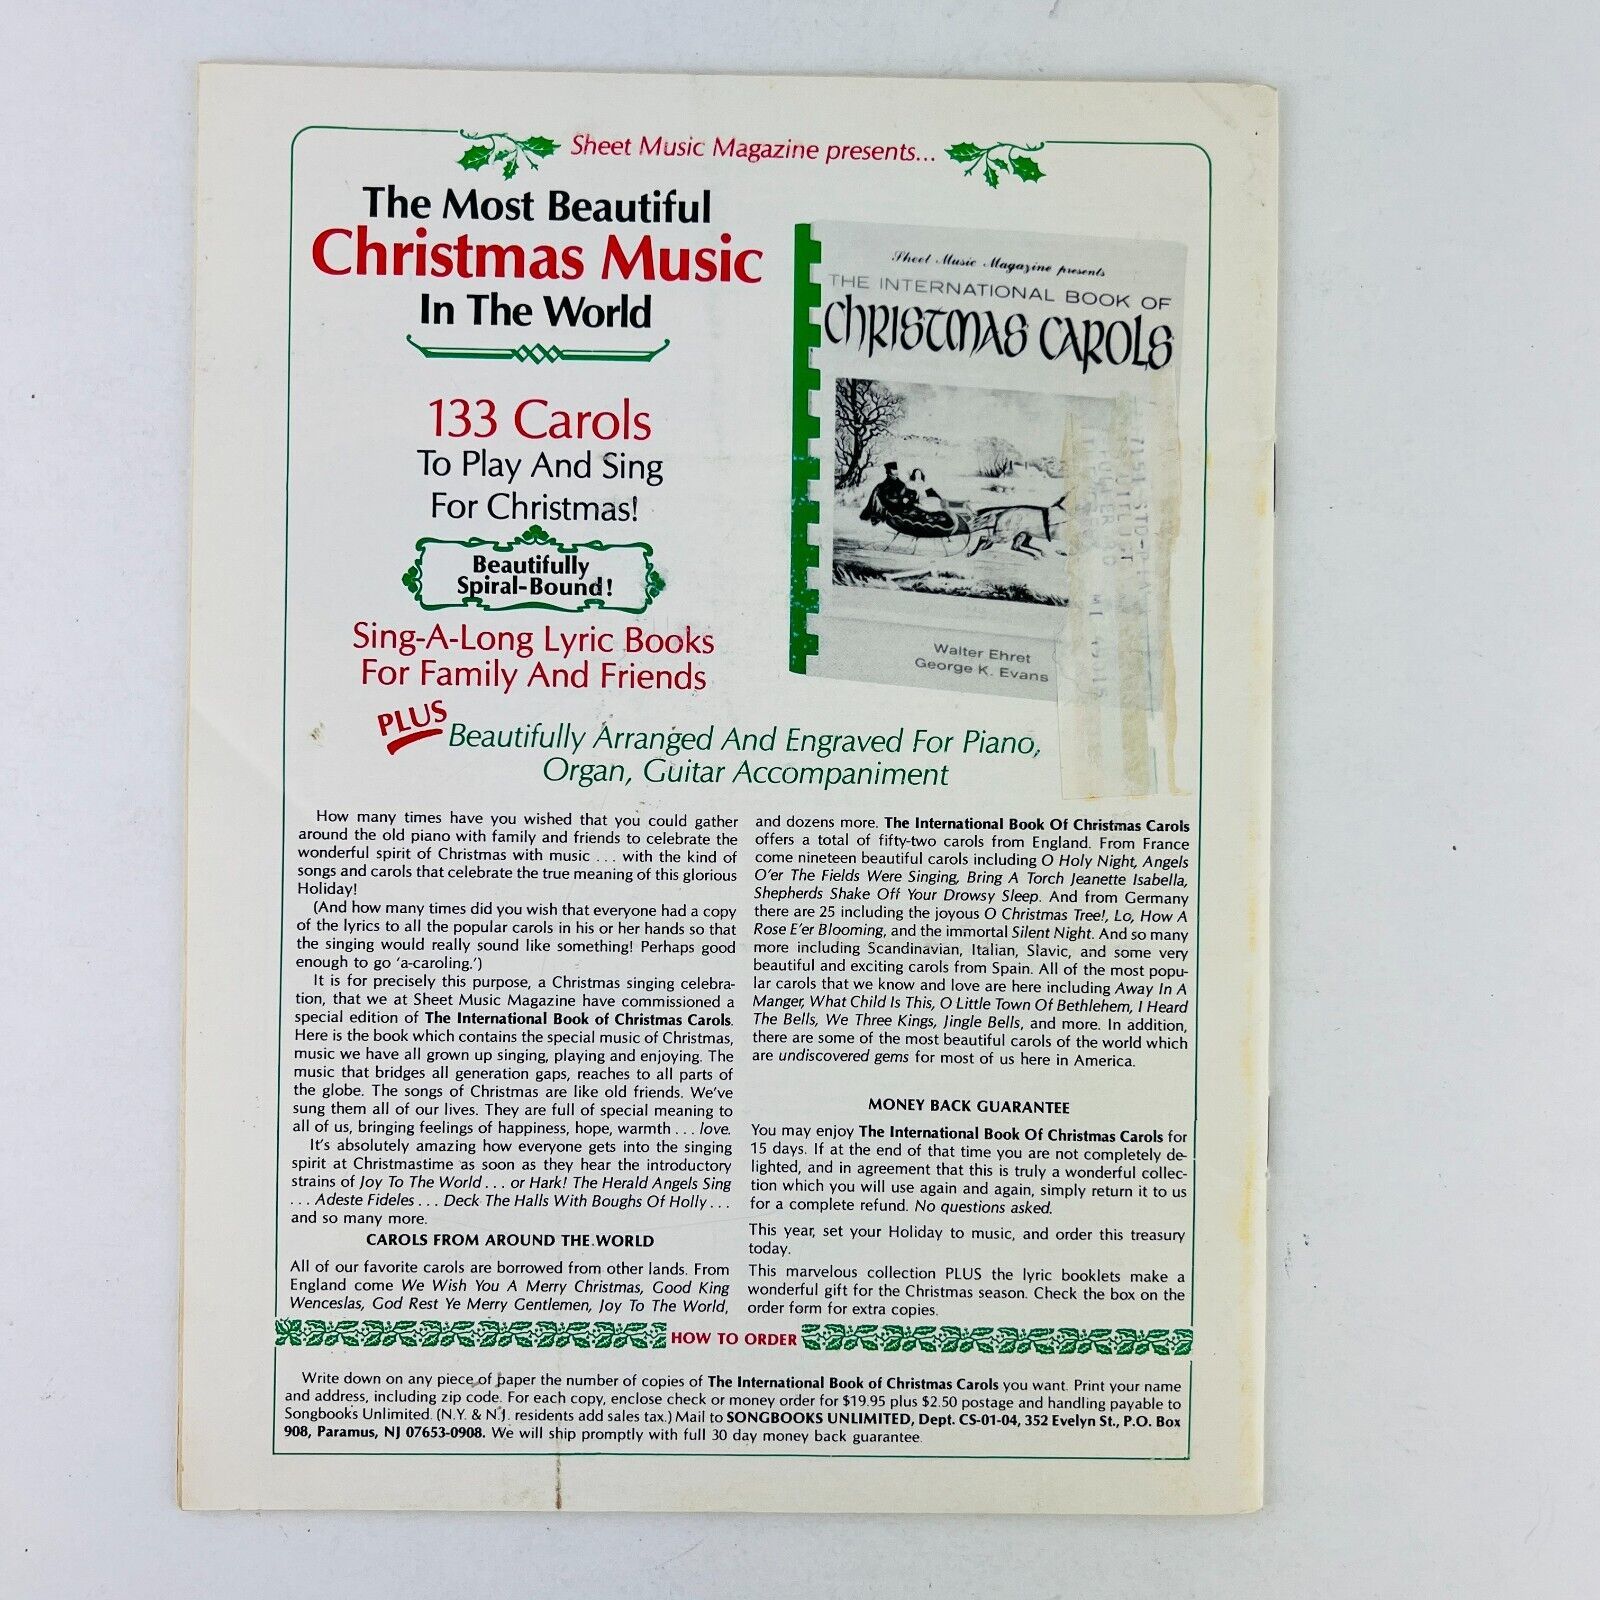 Sheet Music Magazine presents...
The Most Beautiful
Christmas Music
In The World
133 Carols
To Play And Sing
For Christmas!
Beautifully
Spiral-Bound!
Sing-A-Long Lyric Books
For Family And Friends
PLUS
Beautifully Arranged And Engraved For Piano,
Organ, Guitar Accompaniment
Sheet Music Magazine presents
THE INTERNATIONAL BOOK OF
CHRISTMAS CAROLS
Walter Ehret
George K. Evans
How many times have you wished that you could gather
around the old piano with family and friends to celebrate the
wonderful spirit of Christmas with music . . . with the kind of
songs and carols that celebrate the true meaning of this glorious
Holiday!
(And how many times did you wish that everyone had a copy
of the lyrics to all the popular carols in his or her hands so that
the singing would really sound like something! Perhaps good
enough to go 'a-caroling.')
It is for precisely this purpose, a Christmas singing celebra-
tion, that we at Sheet Music Magazine have commissioned a
special edition of The International Book of Christmas Carols.
Here is the book which contains the special music of Christmas,
music we have all grown up singing, playing and enjoying. The
music that bridges all generation gaps, reaches to all parts of
the globe. The songs of Christmas are like old friends. We've
sung them all of our lives. They are full of special meaning to
all of us, bringing feelings of happiness, hope, warmth . . . love.
It's absolutely amazing how everyone gets into the singing
spirit at Christmastime as soon as they hear the introductory
strains of Joy To The World . . . or Hark! The Herald Angels Sing
. . . Adeste Fideles . . . Deck The Halls With Boughs Of Holly . . .
and so many more.
CAROLS FROM AROUND THE WORLD
All of our favorite carols are borrowed from other lands. From
England come We Wish You A Merry Christmas, Good King
Wenceslas, God Rest Ye Merry Gentlemen, Joy To The World,
and dozens more. The International Book Of Christmas Carols
offers a total of fifty-two carols from England. From France
come nineteen beautiful carols including O Holy Night, Angels
O'er The Fields Were Singing, Bring A Torch Jeanette Isabella,
Shepherds Shake Off Your Drowsy Sleep. And from Germany
there are 25 including the joyous O Christmas Tree!, Lo, How A
Rose E'er Blooming, and the immortal Silent Night. And so many
more including Scandinavian, Italian, Slavic, and some very
beautiful and exciting carols from Spain. All of the most popu-
lar carols that we know and love are here including Away In A
Manger, What Child Is This, O Little Town Of Bethlehem, I Heard
The Bells, We Three Kings, Jingle Bells, and more. In addition,
there are some of the most beautiful carols of the world which
are undiscovered gems for most of us here in America.
MONEY BACK GUARANTEE
You may enjoy The International Book Of Christmas Carols for
15 days. If at the end of that time you are not completely de-
lighted, and in agreement that this is truly a wonderful collec-
tion which you will use again and again, simply return it to us
for a complete refund. No questions asked.
This year, set your Holiday to music, and order this treasury
today.
This marvelous collection PLUS the lyric booklets make a
wonderful gift for the Christmas season. Check the box on the
order form for extra copies.
HOW TO ORDER
Write down on any piece of paper the number of copies of The International Book of Christmas Carols you want. Print your name
and address, including zip code. For each copy, enclose check or money order for $19.95 plus $2.50 postage and handling payable to
Songbooks Unlimited. (N.Y. & N.J. residents add sales tax.) Mail to SONGBOOKS UNLIMITED, Dept. CS-01-04, 352 Evelyn St., P.O. Box
908, Paramus, NJ 07653-0908. We will ship promptly with full 30 day money back guarantee.